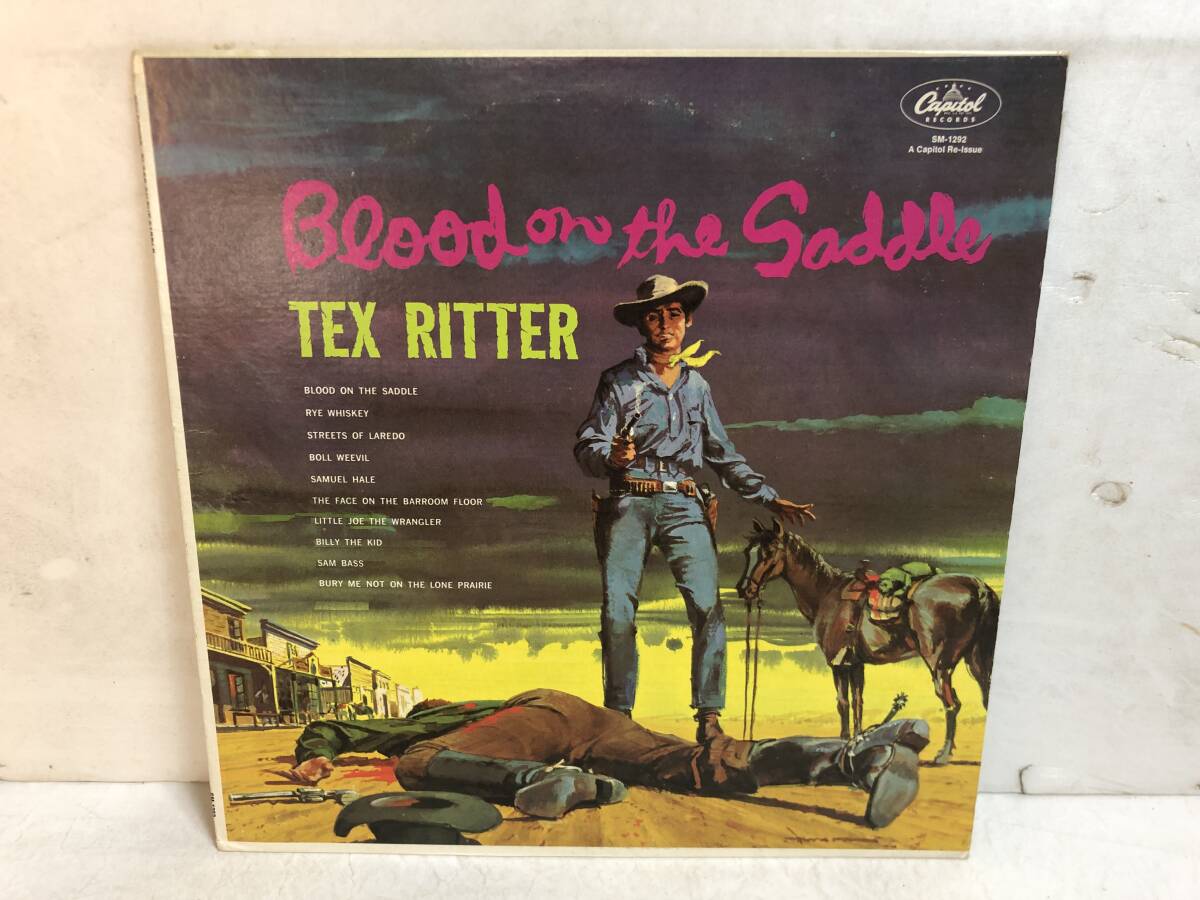 Capitol
RECORDS
SM-1292
A Capitol Re-Issue
Blood on the Saddle
TEX RITTER
BLOOD ON THE SADDLE
RYE WHISKEY
STREETS OF LAREDO
BOLL WEEVIL
SAMUEL HALE
THE FACE ON THE BARROOM FLOOR
LITTLE JOE THE WRANGLER
BILLY THE KID
SAM BASS
BURY ME NOT ON THE LONE PRAIRIE